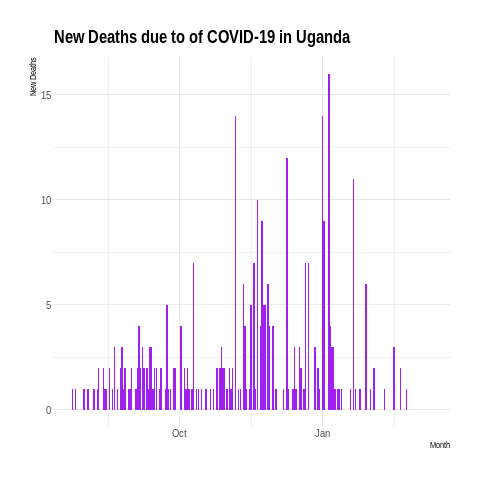 New Deaths due to of COVID-19 in Uganda
New Deaths
15
10
5
0
Oct
Jan
Month